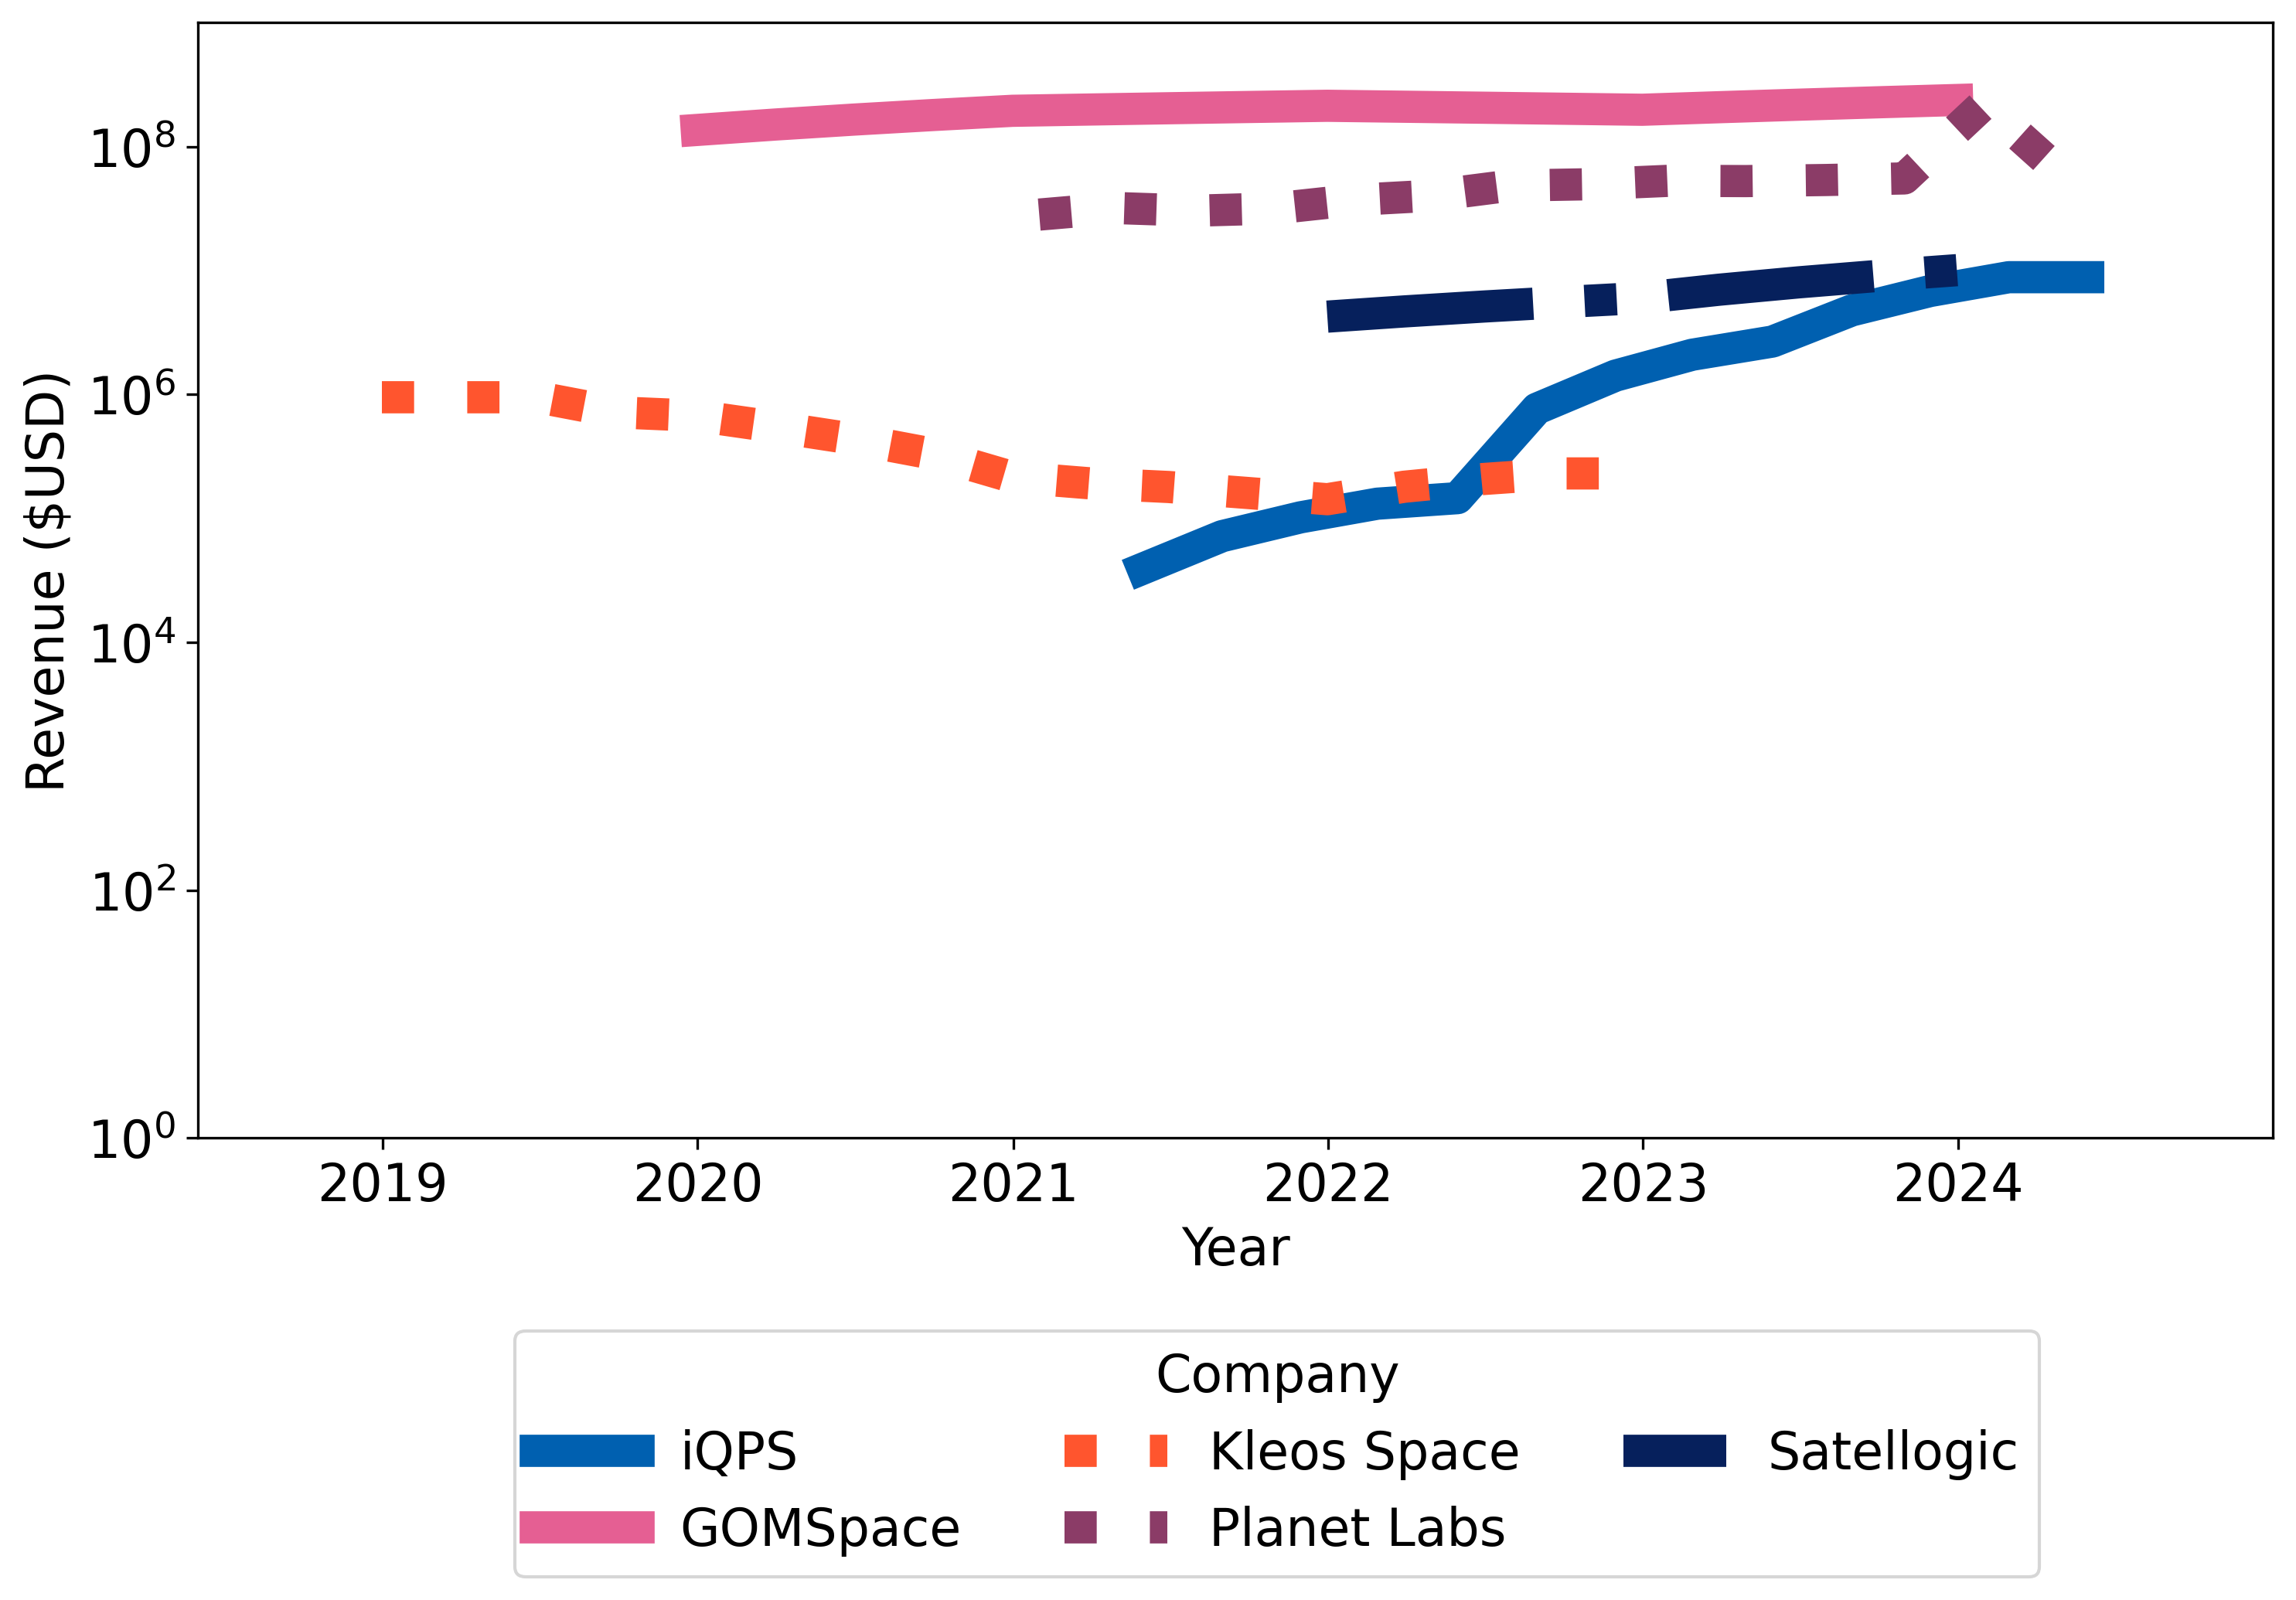 Revenue ($USD)
10⁸
10⁶
10⁴
10²
10⁰
2019 2020 2021 2022 2023 2024
Year
Company
iQPS Kleos Space Satellogic
GOMSpace Planet Labs